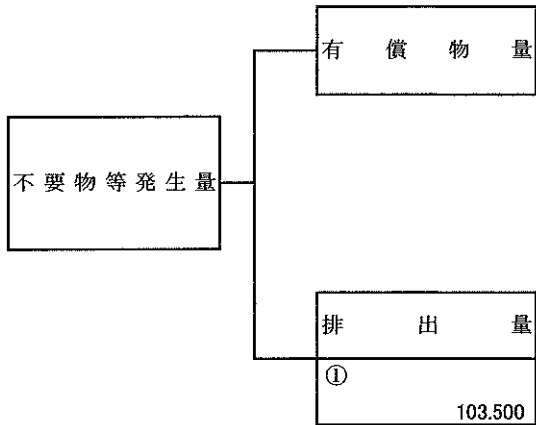 有償物量
不要物等発生量
排出量
①
103.500